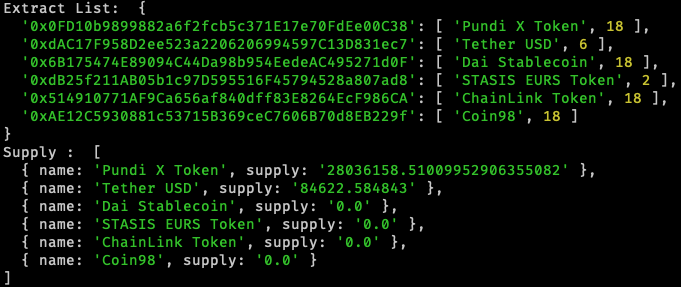 Extract List:  {
  '0x0FD10b9899882a6f2fcb5c371E17e70FdEe00C38': [ 'Pundi X Token', 18 ],
  '0xdAC17F958D2ee523a2206206994597C13D831ec7': [ 'Tether USD', 6 ],
  '0x6B175474E89094C44Da98b954EedeAC495271d0F': [ 'Dai Stablecoin', 18 ],
  '0xdB25f211AB05b1c97D595516F45794528a807ad8': [ 'STASIS EURS Token', 2 ],
  '0x514910771AF9Ca656af840dff83E8264EcF986CA': [ 'ChainLink Token', 18 ],
  '0xAE12C5930881c53715B369ceC7606B70d8EB229f': [ 'Coin98', 18 ]
}
Supply :  [
  { name: 'Pundi X Token', supply: '28036158.51009952906355082' },
  { name: 'Tether USD', supply: '84622.584843' },
  { name: 'Dai Stablecoin', supply: '0.0' },
  { name: 'STASIS EURS Token', supply: '0.0' },
  { name: 'ChainLink Token', supply: '0.0' },
  { name: 'Coin98', supply: '0.0' }
]